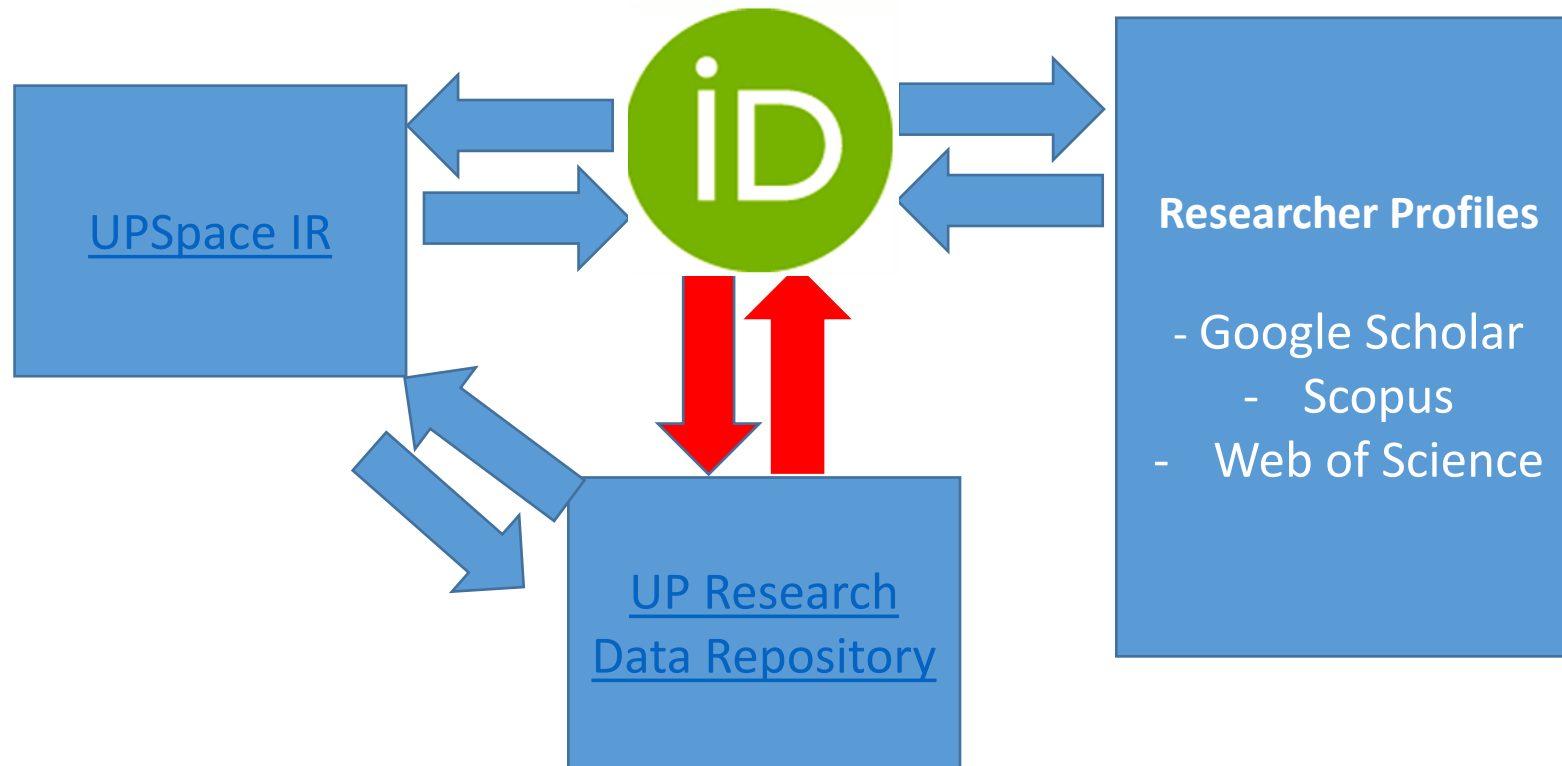 iD
UPSpace IR
Researcher Profiles
- Google Scholar
- Scopus
- Web of Science
UP Research
Data Repository